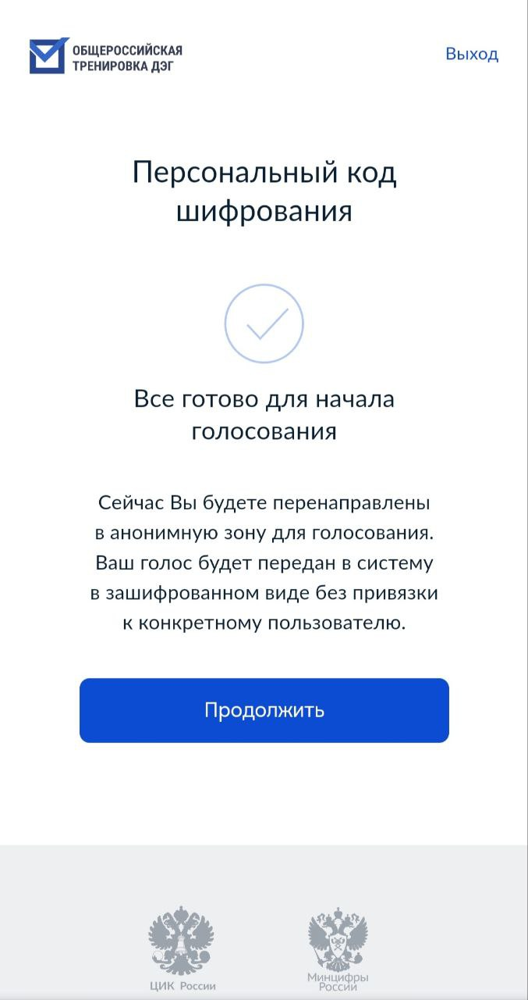 ОБЩЕРОССИЙСКАЯ
ТРЕНИРОВКА ДЭГ
Выход
Персональный код
шифрования
Все готово для начала
голосования
Сейчас Вы будете перенаправлены
в анонимную зону для голосования.
Ваш голос будет передан в систему
в зашифрованном виде без привязки
к конкретному пользователю.
Продолжить
ЦИК России
Минцифры
России